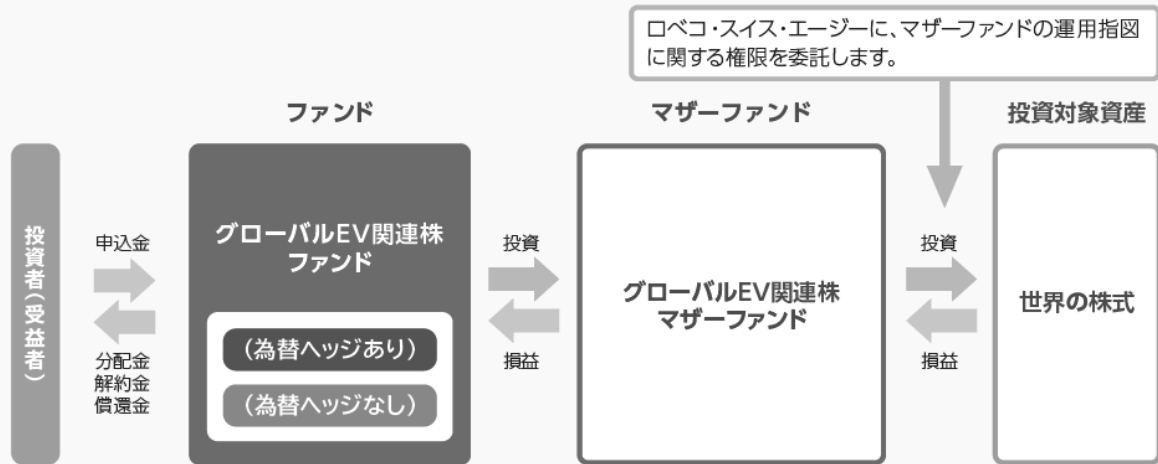 ロベコ・スイス・エージーに、マザーファンドの運用指図
に関する権限を委託します。
ファンド
マザーファンド
投資対象資産
投資者(受益者)
申込金
分配金
解約金
償還金
グローバルEV関連株
ファンド
(為替ヘッジあり)
(為替ヘッジなし)
投資
損益
グローバルEV関連株
マザーファンド
投資
損益
世界の株式